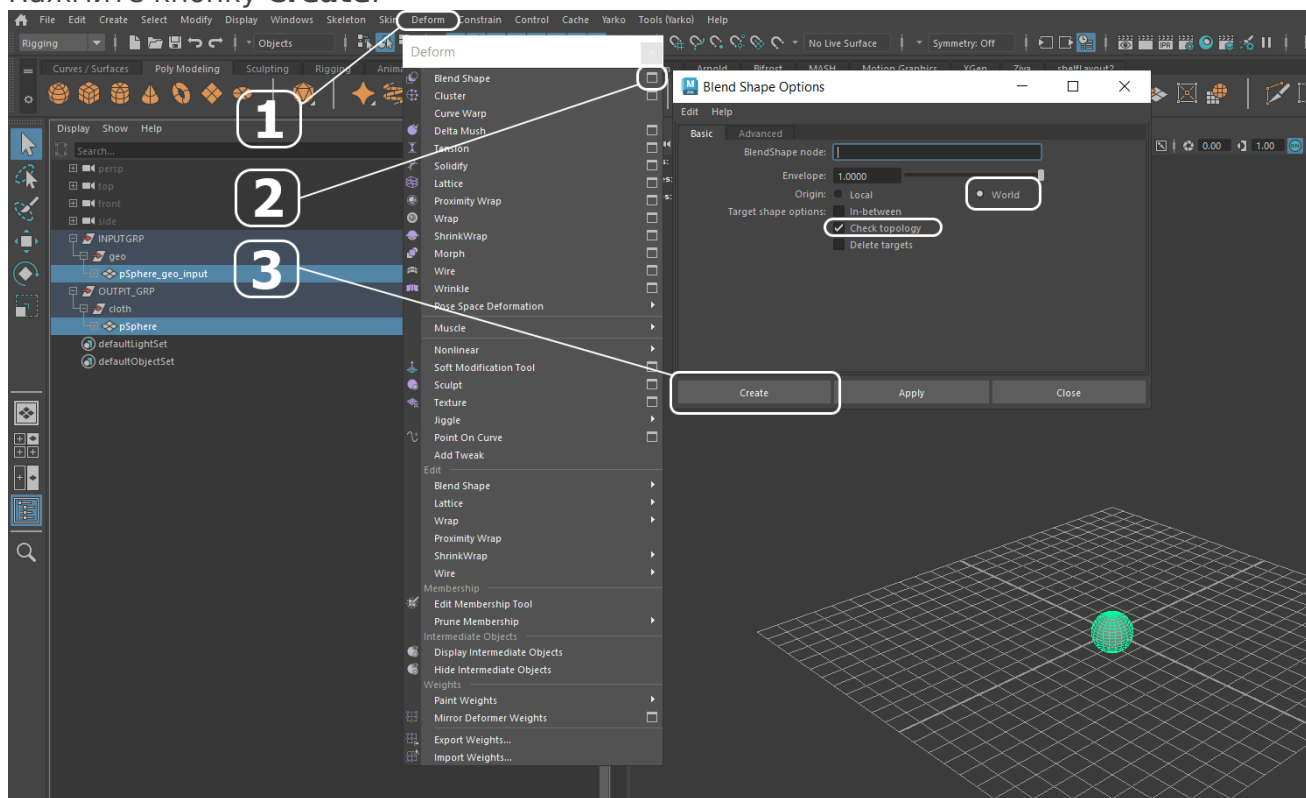 Нажмите кнопку Create.
File Edit Create Select Modify Display Windows Skeleton Skin Deform Constrain Control Cache Yarko Tools (Yarko) Help
Rigging Objects No Live Surface Symmetry: Off
Curves / Surfaces Poly Modeling Sculpting Rigging Arnold Bifrost MASH Motion Graphics XGen Ziva shelfLayout2
Display Show Help
Search...
persp
top
front
side
INPUTGRP
geo
pSphere_geo_input
OUTPIT_GRP
cloth
pSphere
defaultLightSet
defaultObjectSet
1
2
3
Deform
Blend Shape
Cluster
Curve Warp
Delta Mush
Tension
Solidify
Lattice
Proximity Wrap
Wrap
ShrinkWrap
Morph
Wire
Wrinkle
Pose Space Deformation
Muscle
Nonlinear
Soft Modification Tool
Sculpt
Texture
Jiggle
Point On Curve
Add Tweak
Edit
Blend Shape
Lattice
Wrap
Proximity Wrap
ShrinkWrap
Wire
Membership
Edit Membership Tool
Prune Membership
Intermediate Objects
Display Intermediate Objects
Hide Intermediate Objects
Weights
Paint Weights
Mirror Deformer Weights
Export Weights...
Import Weights...
Blend Shape Options
Edit Help
Basic Advanced
BlendShape node:
Envelope: 1.0000
Origin: Local World
Target shape options: In-between
Check topology
Delete targets
Create Apply Close
0.00 1.00